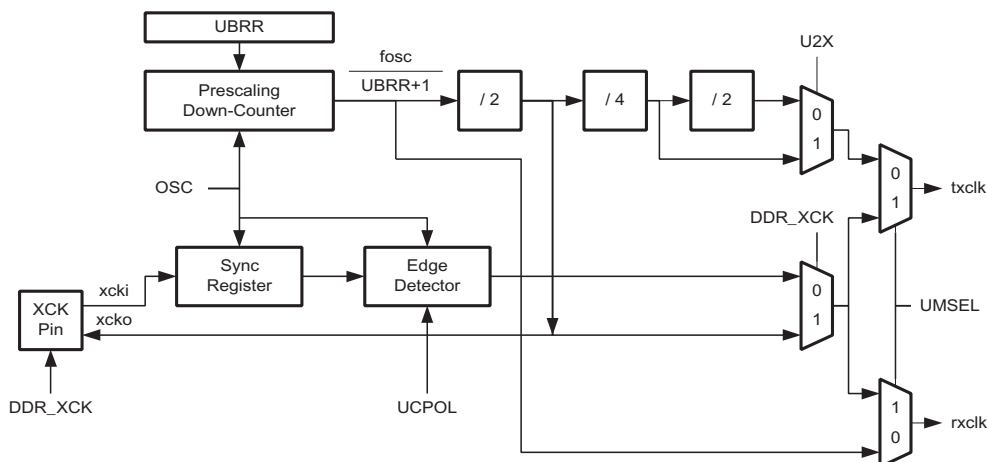 UBRR
U2X
fosc
UBRR+1
Prescaling
Down-Counter
/ 2
/ 4
/ 2
0
1
OSC
0
1
txclk
DDR_XCK
Sync
Register
Edge
Detector
xcki
XCK
Pin
xcko
0
1
UMSEL
DDR_XCK
UCPOL
1
0
rxclk